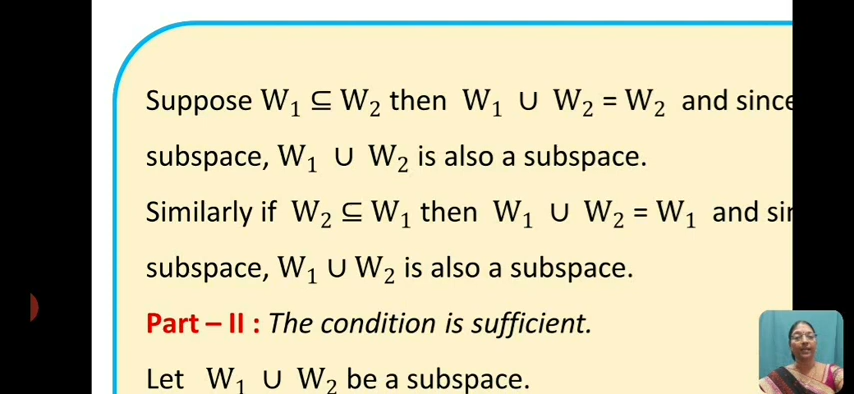 Suppose W₁ ⊆ W₂ then W₁ ∪ W₂ = W₂ and since
subspace, W₁ ∪ W₂ is also a subspace.
Similarly if W₂ ⊆ W₁ then W₁ ∪ W₂ = W₁ and
subspace, W₁ ∪ W₂ is also a subspace.
Part – II : The condition is sufficient.
Let W₁ ∪ W₂ be a subspace.